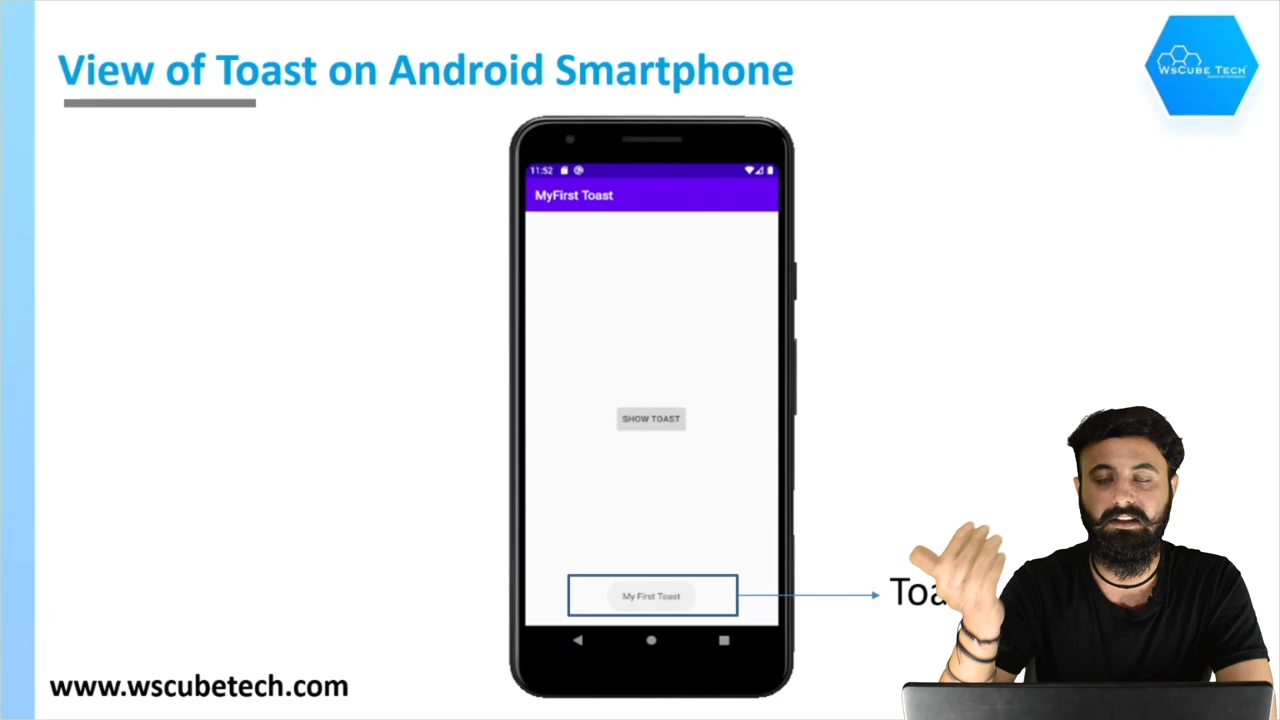 View of Toast on Android Smartphone
WsCube Tech
11:52
MyFirst Toast
SHOW TOAST
My First Toast
www.wscubetech.com